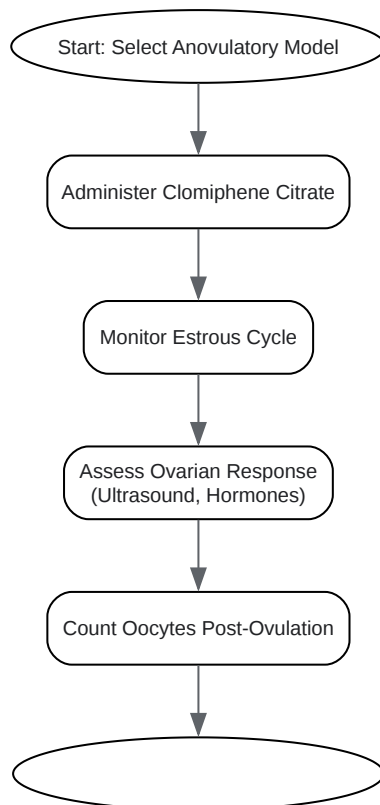 Start: Select Anovulatory Model
Administer Clomiphene Citrate
Monitor Estrous Cycle
Assess Ovarian Response
(Ultrasound, Hormones)
Count Oocytes Post-Ovulation